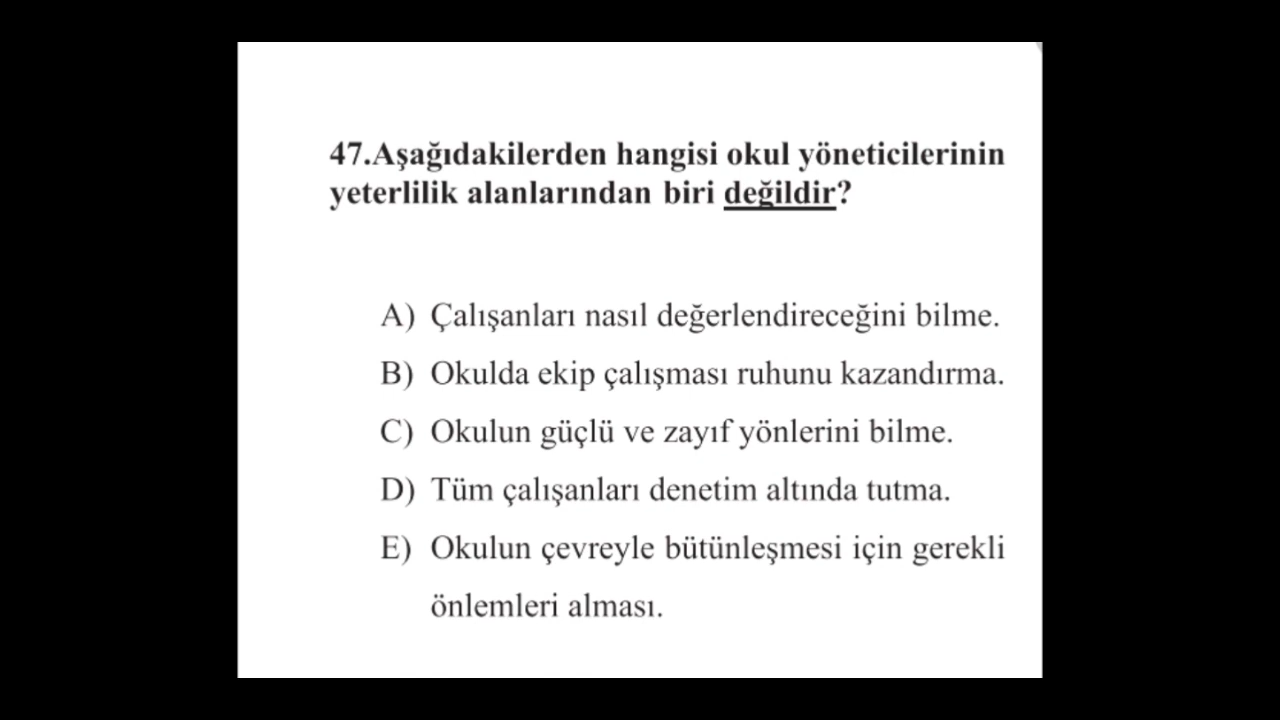 47.Aşağıdakilerden hangisi okul yöneticilerinin
yeterlilik alanlarından biri değildir?
A) Çalışanları nasıl değerlendireceğini bilme.
B) Okulda ekip çalışması ruhunu kazandırma.
C) Okulun güçlü ve zayıf yönlerini bilme.
D) Tüm çalışanları denetim altında tutma.
E) Okulun çevreyle bütünleşmesi için gerekli
önlemleri alması.